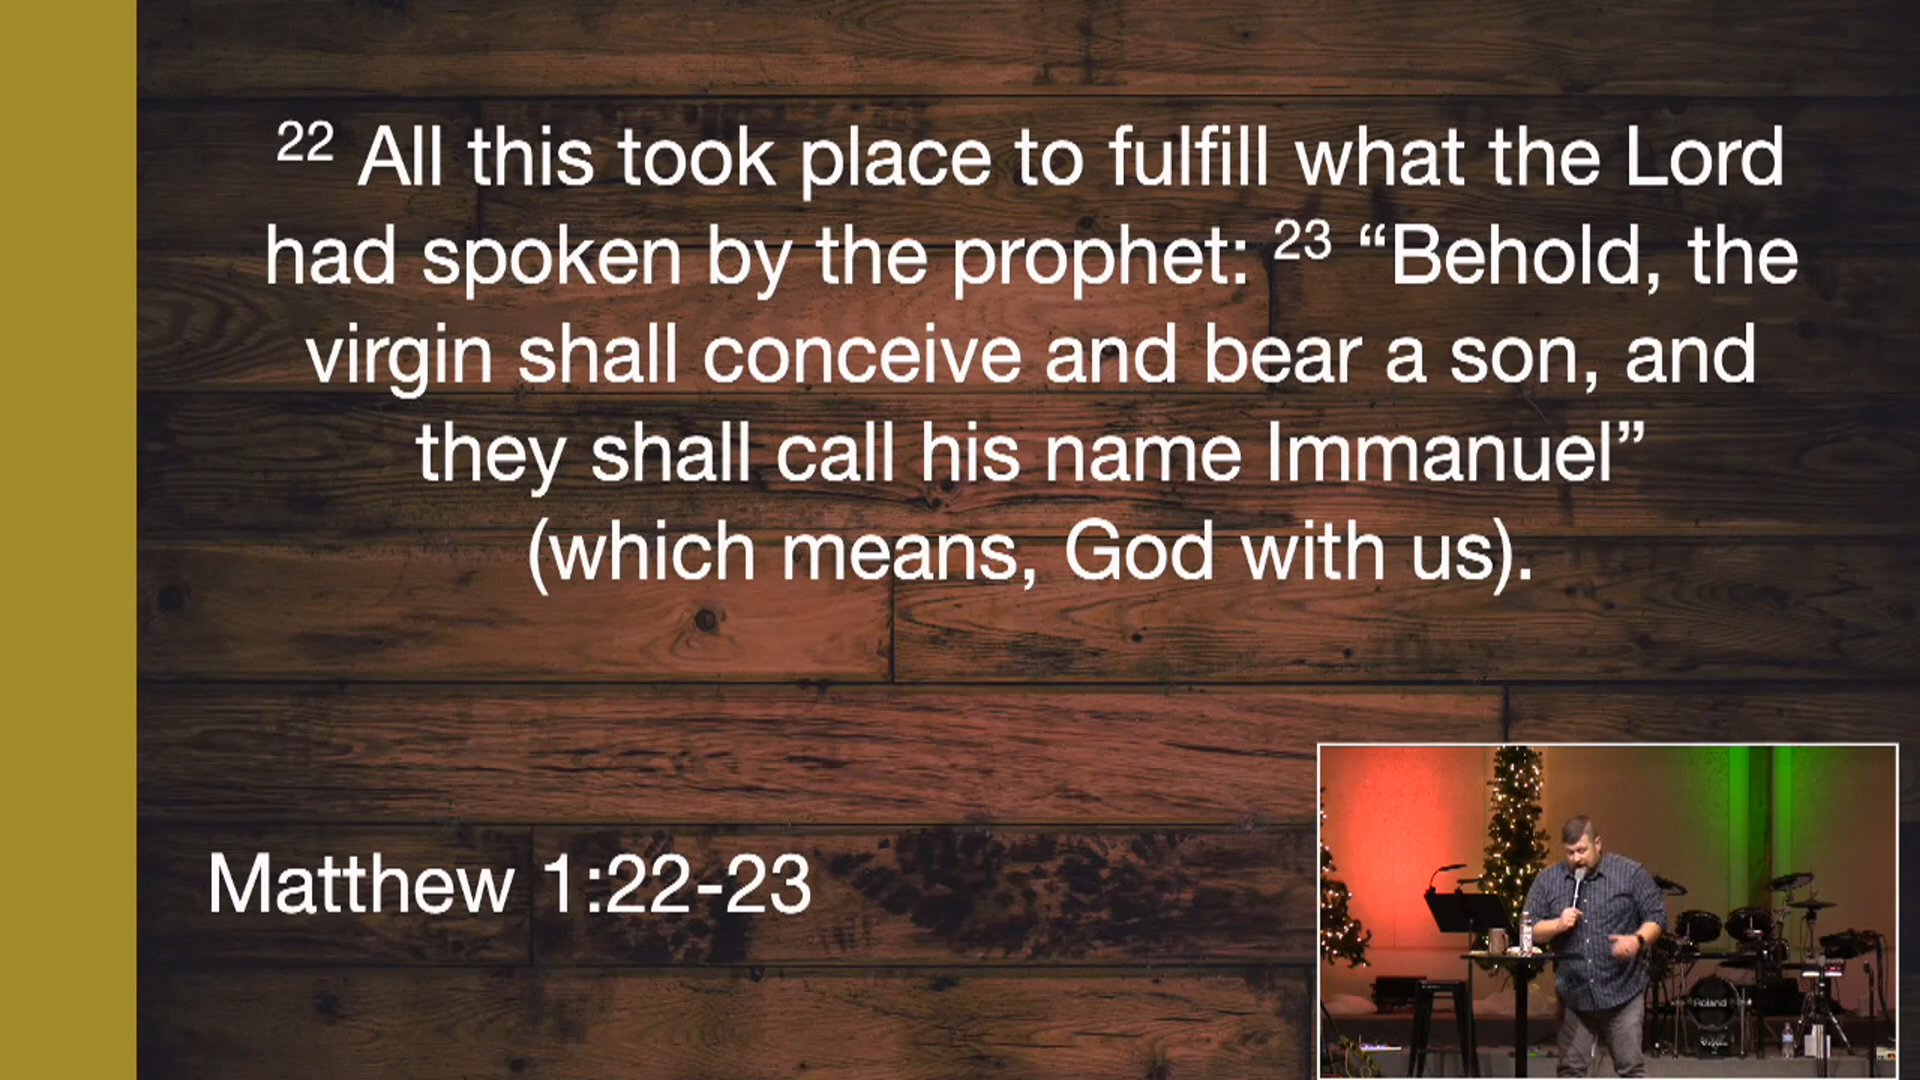 22 All this took place to fulfill what the Lord
had spoken by the prophet: 23 “Behold, the
virgin shall conceive and bear a son, and
they shall call his name Immanuel”
(which means, God with us).
Matthew 1:22-23
Roland